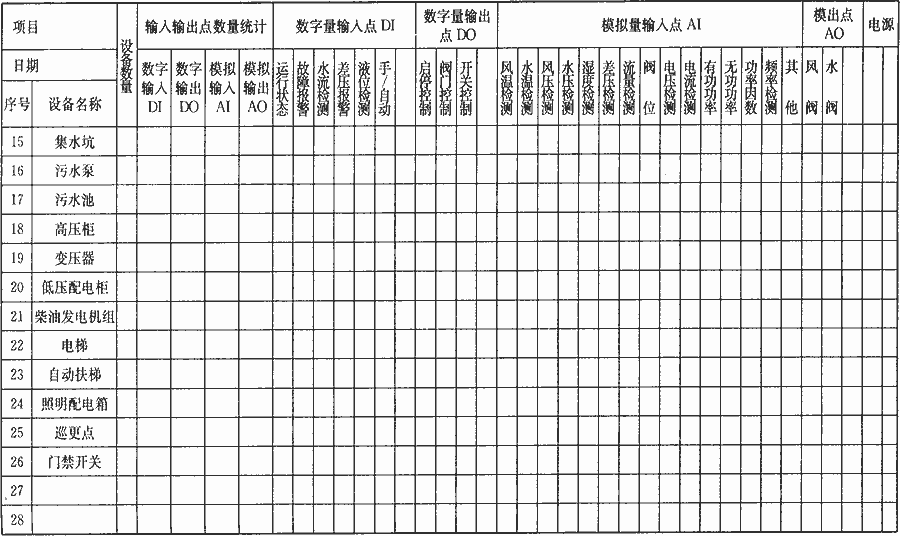 项目
设备数量
输入输出点数量统计
数字量输入点 DI
数字量输出点 DO
模拟量输入点 AI
模出点 AO
电源
日期
数字输入 DI
数字输出 DO
模拟输入 AI
模拟输出 AO
运行状态
故障报警
水流检测
差压报警
液位检测
手/自动
启停控制
阀门控制
开关控制
风温检测
水温检测
风压检测
水压检测
湿度检测
差压检测
流量检测
阀位
电压检测
电流检测
有功功率
无功功率
功率因数
频率检测
其他
风阀
水阀
序号 设备名称
15 集水坑
16 污水泵
17 污水池
18 高压柜
19 变压器
20 低压配电柜
21 柴油发电机组
22 电梯
23 自动扶梯
24 照明配电箱
25 巡更点
26 门禁开关
27
28